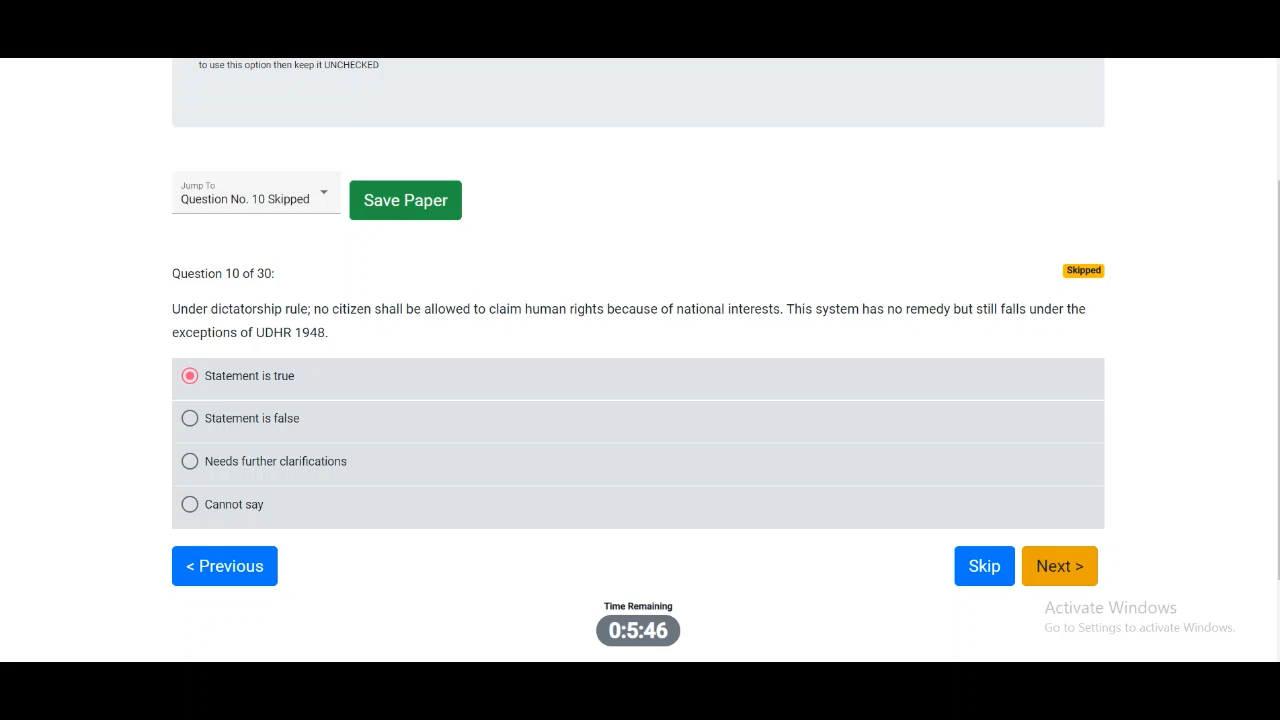 to use this option then keep it UNCHECKED
Jump To
Question No. 10 Skipped
Save Paper
Question 10 of 30:
Skipped
Under dictatorship rule; no citizen shall be allowed to claim human rights because of national interests. This system has no remedy but still falls under the
exceptions of UDHR 1948.
Statement is true
Statement is false
Needs further clarifications
Cannot say
< Previous
Skip
Next >
Time Remaining
0:5:46
Activate Windows
Go to Settings to activate Windows.